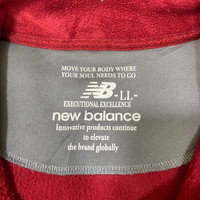 MOVE YOUR BODY WHERE
YOUR SOUL NEEDS TO GO
NB -LL-
EXECUTIONAL EXCELLENCE
new balance
Innovative products continue
to elevate
the brand globally